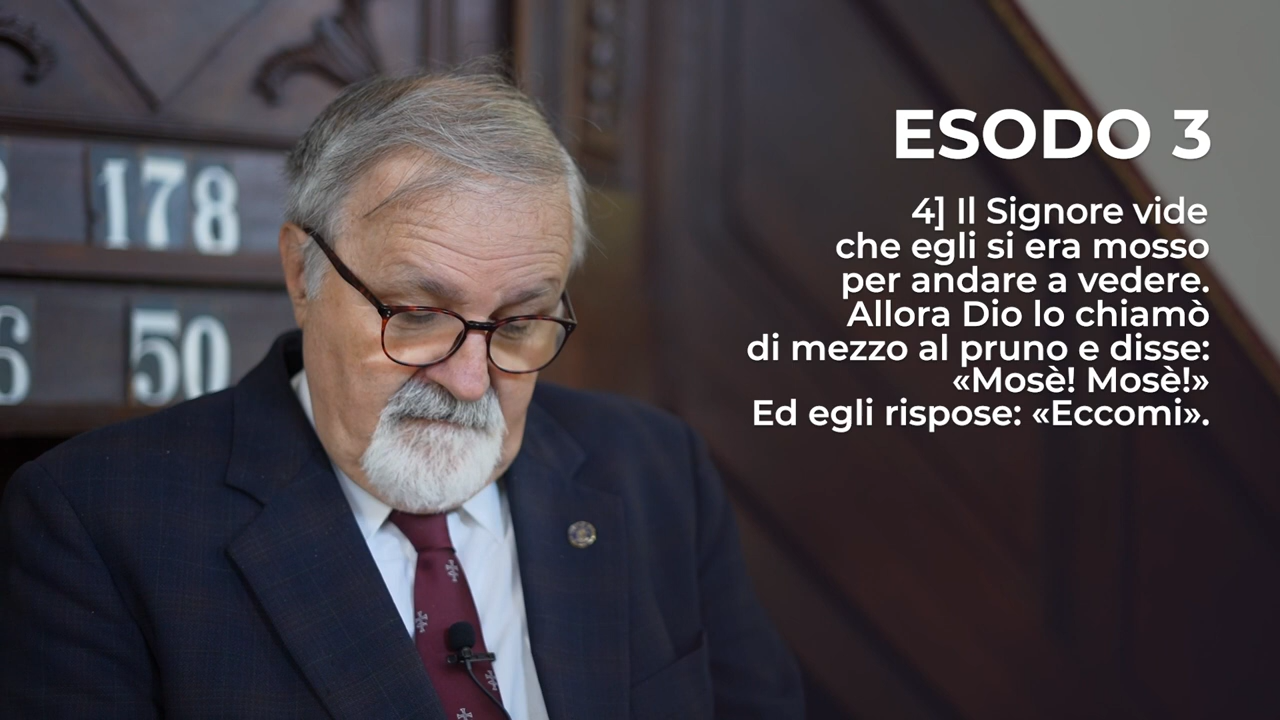 178
50
ESODO 3
4] Il Signore vide
che egli si era mosso
per andare a vedere.
Allora Dio lo chiamò
di mezzo al pruno e disse:
«Mosè! Mosè!»
Ed egli rispose: «Eccomi».